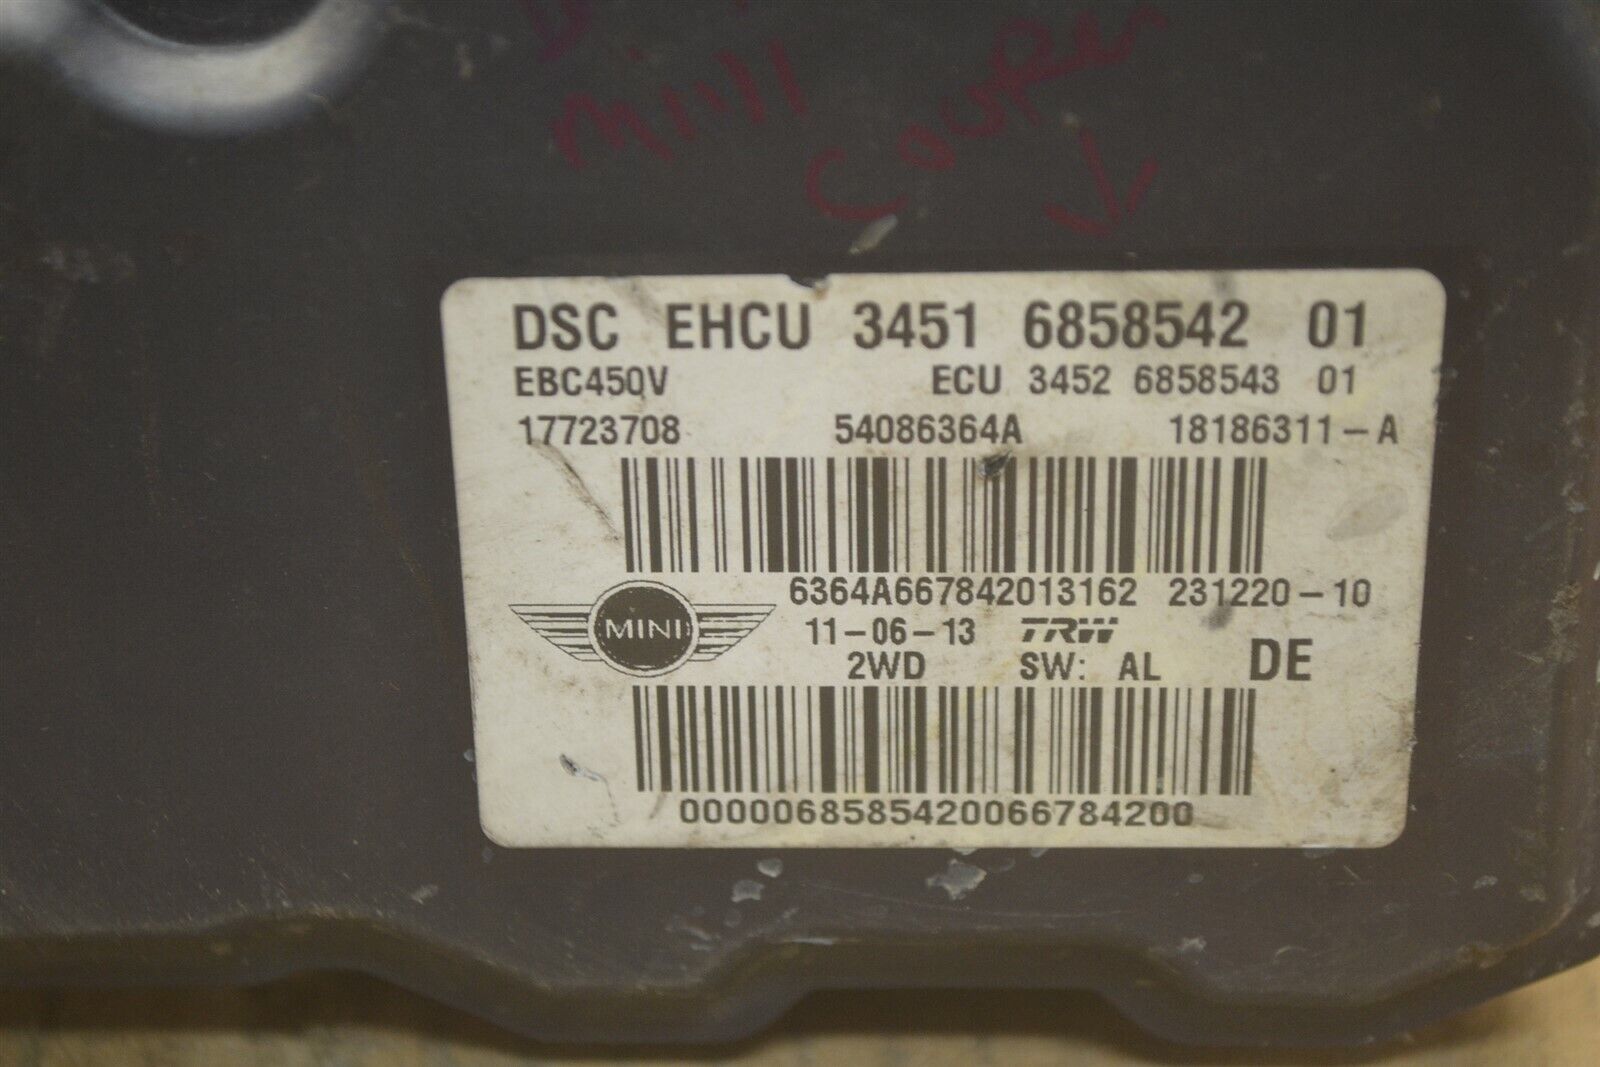 Mini
Cooper
DSC EHCU 3451 6858542 01
EBC450V ECU 3452 6858543 01
17723708 54086364A 18186311-A
6364A667842013162 231220-10
MINI 11-06-13 TRW
2WD SW: AL DE
0000068585420066784200